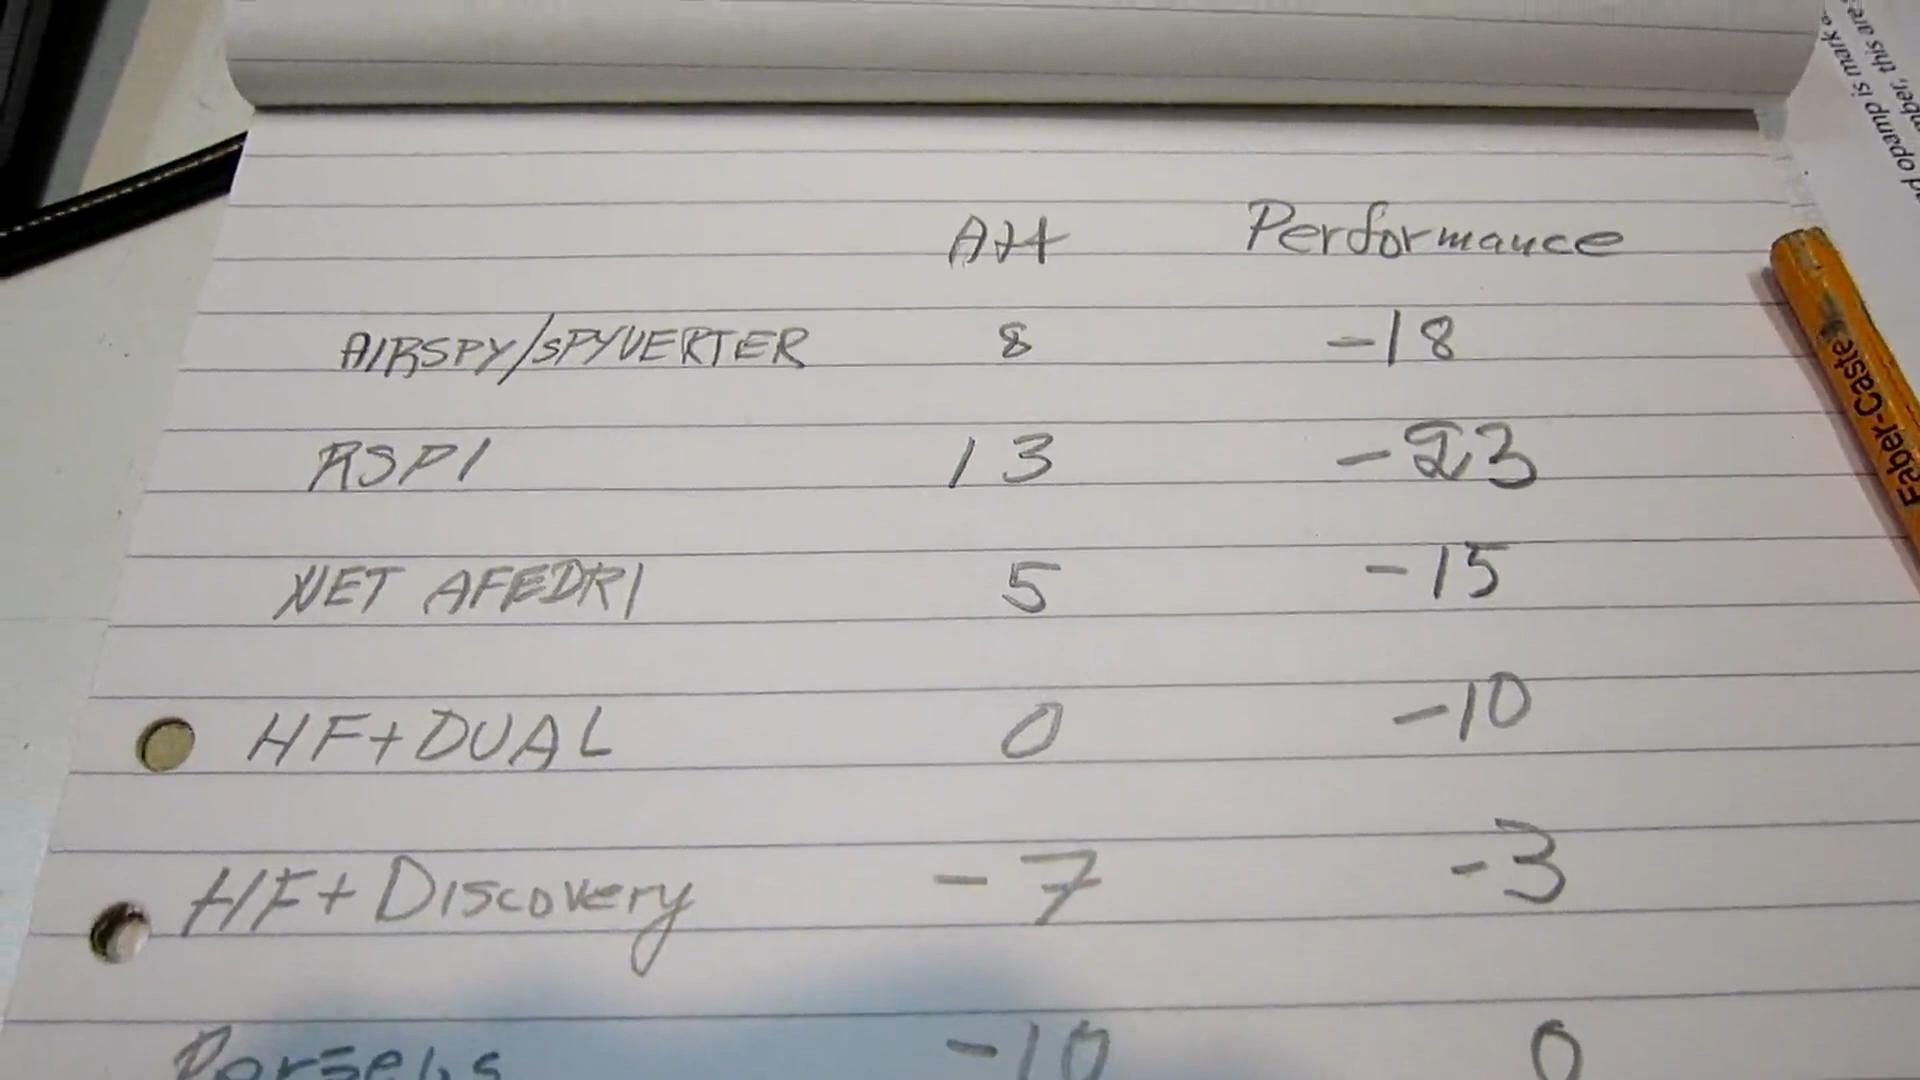 Att Performance
AIRSPY/SPYVERTER 8 -18
RSP1 13 -23
NET AFEDRI 5 -15
HF+DUAL 0 -10
HF+Discovery -7 -3
-10 0
Faber-Caste
opamp is mark
this are